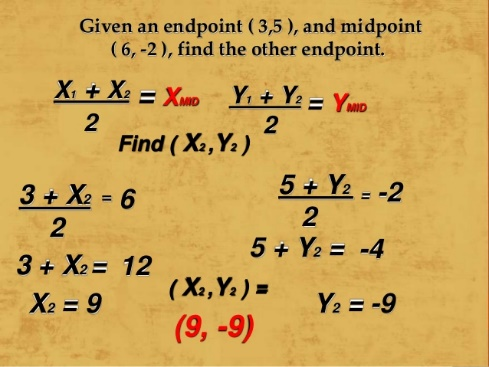 Given an endpoint ( 3,5 ), and midpoint
( 6, -2 ), find the other endpoint.
X₁ + X₂ / 2 = X MID   Y₁ + Y₂ / 2 = Y MID
Find ( X₂ , Y₂ )
3 + X₂ / 2 = 6   5 + Y₂ / 2 = -2
3 + X₂ = 12   5 + Y₂ = -4
X₂ = 9   ( X₂ , Y₂ ) =   Y₂ = -9
(9, -9)